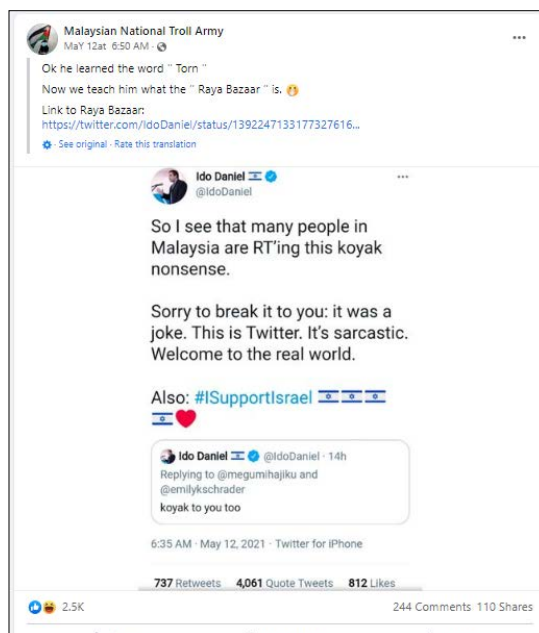 Malaysian National Troll Army
MaY 12at 6:50 AM ·
Ok he learned the word ¨ Torn ¨
Now we teach him what the ¨ Raya Bazaar ¨ is. 🤭
Link to Raya Bazaar:
https://twitter.com/IdoDaniel/status/1392247133177327616...
· See original · Rate this translation
Ido Daniel 🇮🇱
@IdoDaniel
So I see that many people in
Malaysia are RT'ing this koyak
nonsense.
Sorry to break it to you: it was a
joke. This is Twitter. It's sarcastic.
Welcome to the real world.
Also: #ISupportIsrael 🇮🇱🇮🇱🇮🇱
🇮🇱❤️
Ido Daniel 🇮🇱 @IdoDaniel · 14h
Replying to @megumihajiku and
@emilykschrader
koyak to you too
6:35 AM · May 12, 2021 · Twitter for iPhone
737 Retweets 4,061 Quote Tweets 812 Likes
2.5K 244 Comments 110 Shares